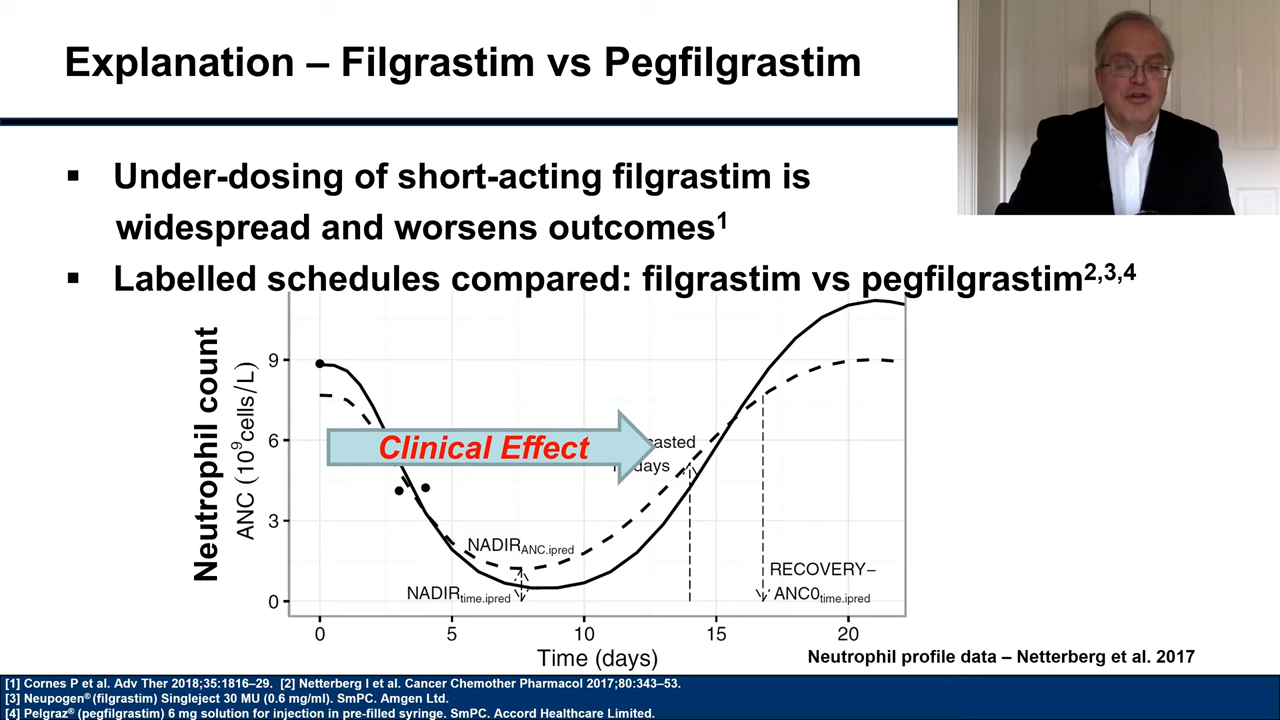 Explanation – Filgrastim vs Pegfilgrastim
▪ Under-dosing of short-acting filgrastim is
widespread and worsens outcomes1
▪ Labelled schedules compared: filgrastim vs pegfilgrastim2,3,4
Neutrophil count
ANC (10^9cells/L)
9
6
3
0
Clinical Effect
days
NADIRANC.ipred
NADIRtime.ipred
RECOVERY–
ANC0time.ipred
0 5 10 15 20
Time (days)
Neutrophil profile data – Netterberg et al. 2017
[1] Cornes P et al. Adv Ther 2018;35:1816–29. [2] Netterberg I et al. Cancer Chemother Pharmacol 2017;80:343–53.
[3] Neupogen® (filgrastim) Singleject 30 MU (0.6 mg/ml). SmPC. Amgen Ltd.
[4] Pelgraz® (pegfilgrastim) 6 mg solution for injection in pre-filled syringe. SmPC. Accord Healthcare Limited.